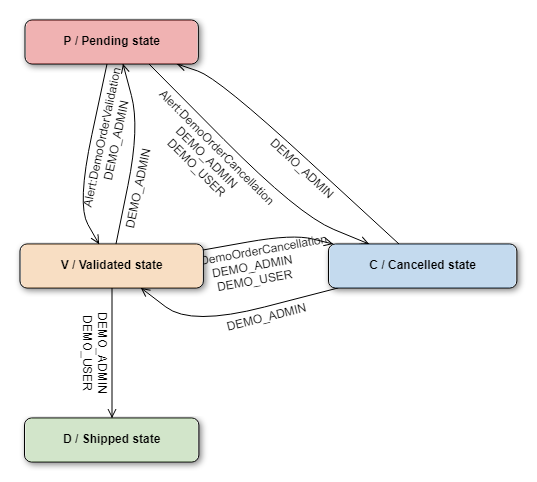 P / Pending state
Alert:DemoOrderValidation
DEMO_ADMIN
DEMO_ADMIN
Alert:DemoOrderCancellation
DEMO_ADMIN
DEMO_USER
DEMO_ADMIN
V / Validated state
DemoOrderCancellation
DEMO_ADMIN
DEMO_USER
C / Cancelled state
DEMO_ADMIN
DEMO_ADMIN
DEMO_USER
D / Shipped state